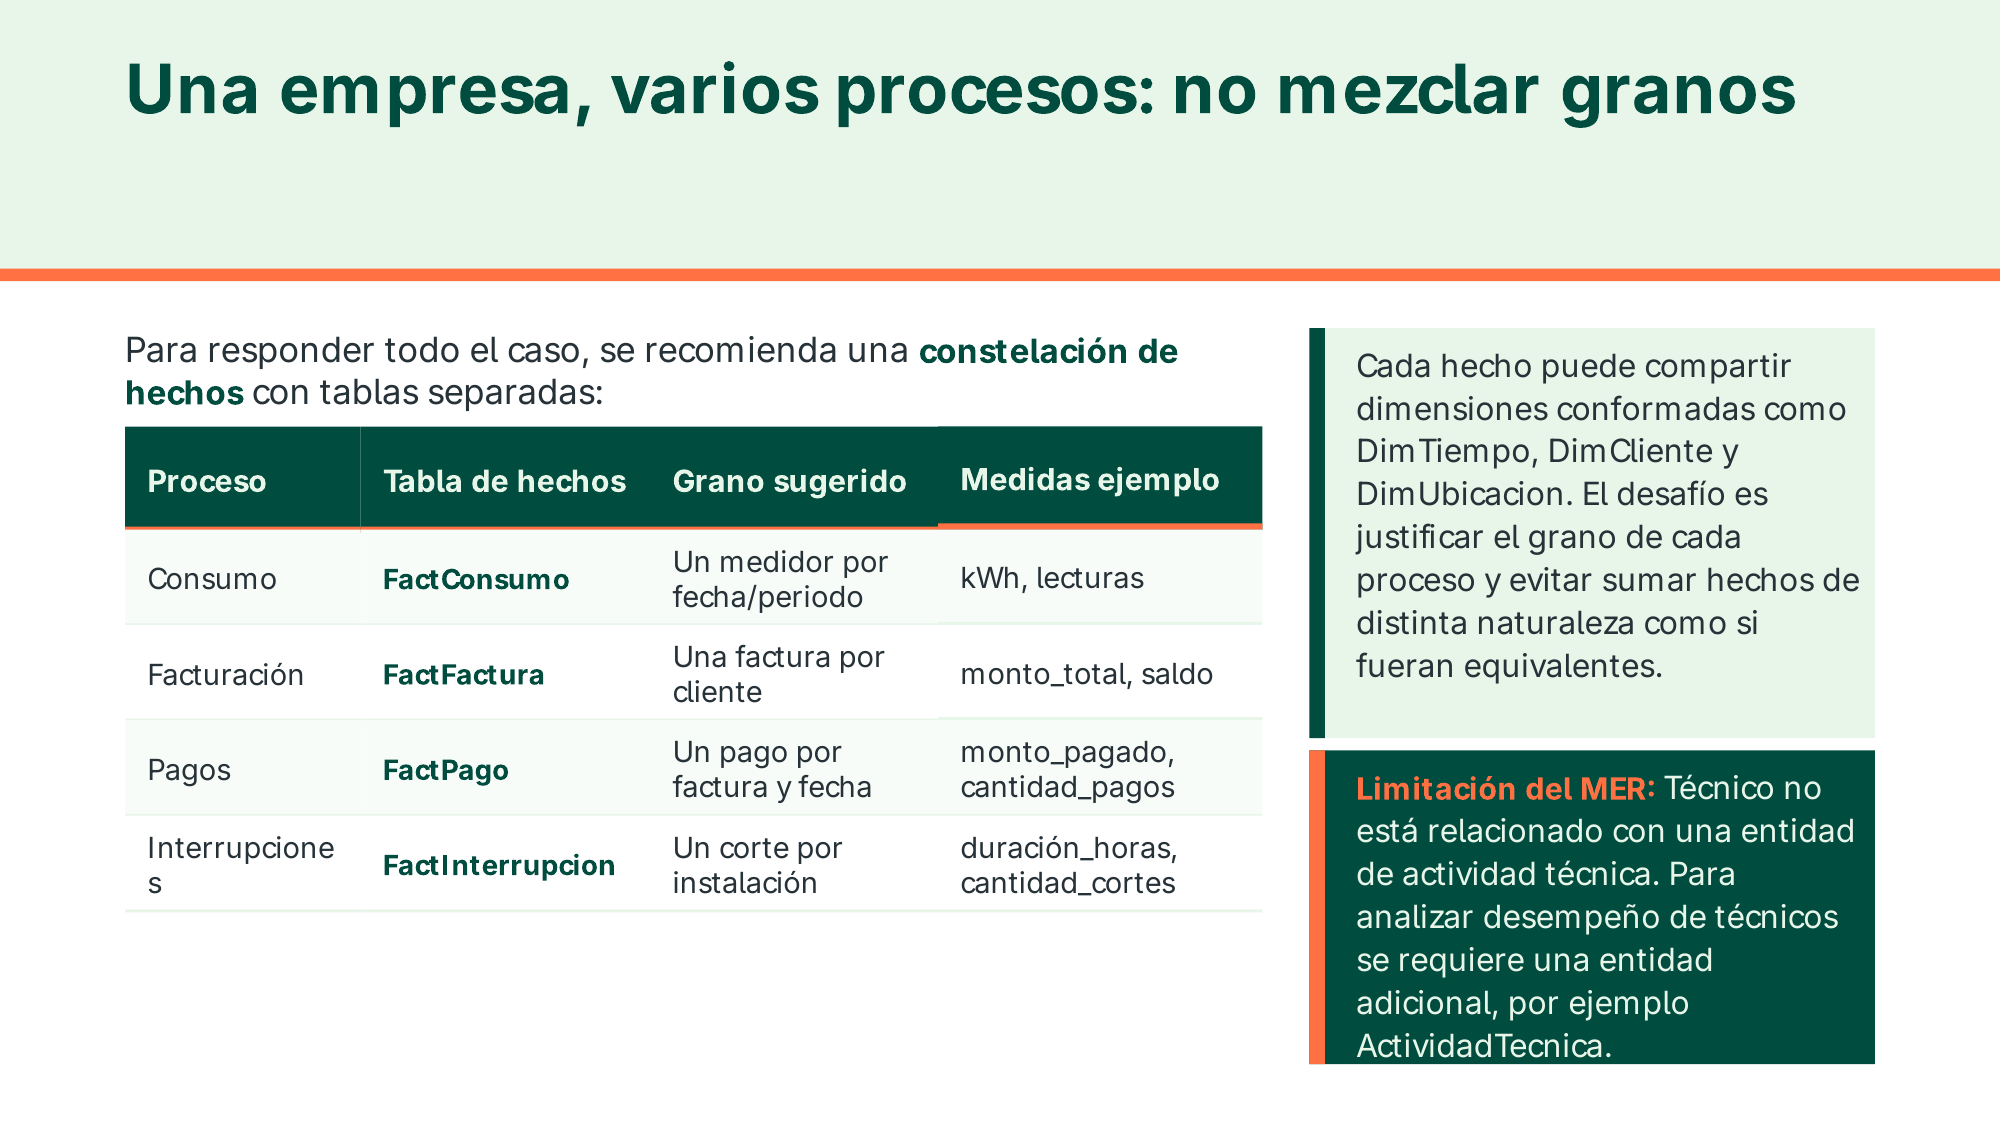 Una empresa, varios procesos: no mezclar granos
Para responder todo el caso, se recomienda una constelación de
hechos con tablas separadas:
Proceso
Tabla de hechos
Grano sugerido
Medidas ejemplo
Consumo
FactConsumo
Un medidor por
fecha/periodo
kWh, lecturas
Facturación
FactFactura
Una factura por
cliente
monto_total, saldo
Pagos
FactPago
Un pago por
factura y fecha
monto_pagado,
cantidad_pagos
Interrupcione
s
FactInterrupcion
Un corte por
instalación
duración_horas,
cantidad_cortes
Cada hecho puede compartir
dimensiones conformadas como
DimTiempo, DimCliente y
DimUbicacion. El desafío es
justificar el grano de cada
proceso y evitar sumar hechos de
distinta naturaleza como si
fueran equivalentes.
Limitación del MER: Técnico no
está relacionado con una entidad
de actividad técnica. Para
analizar desempeño de técnicos
se requiere una entidad
adicional, por ejemplo
ActividadTecnica.